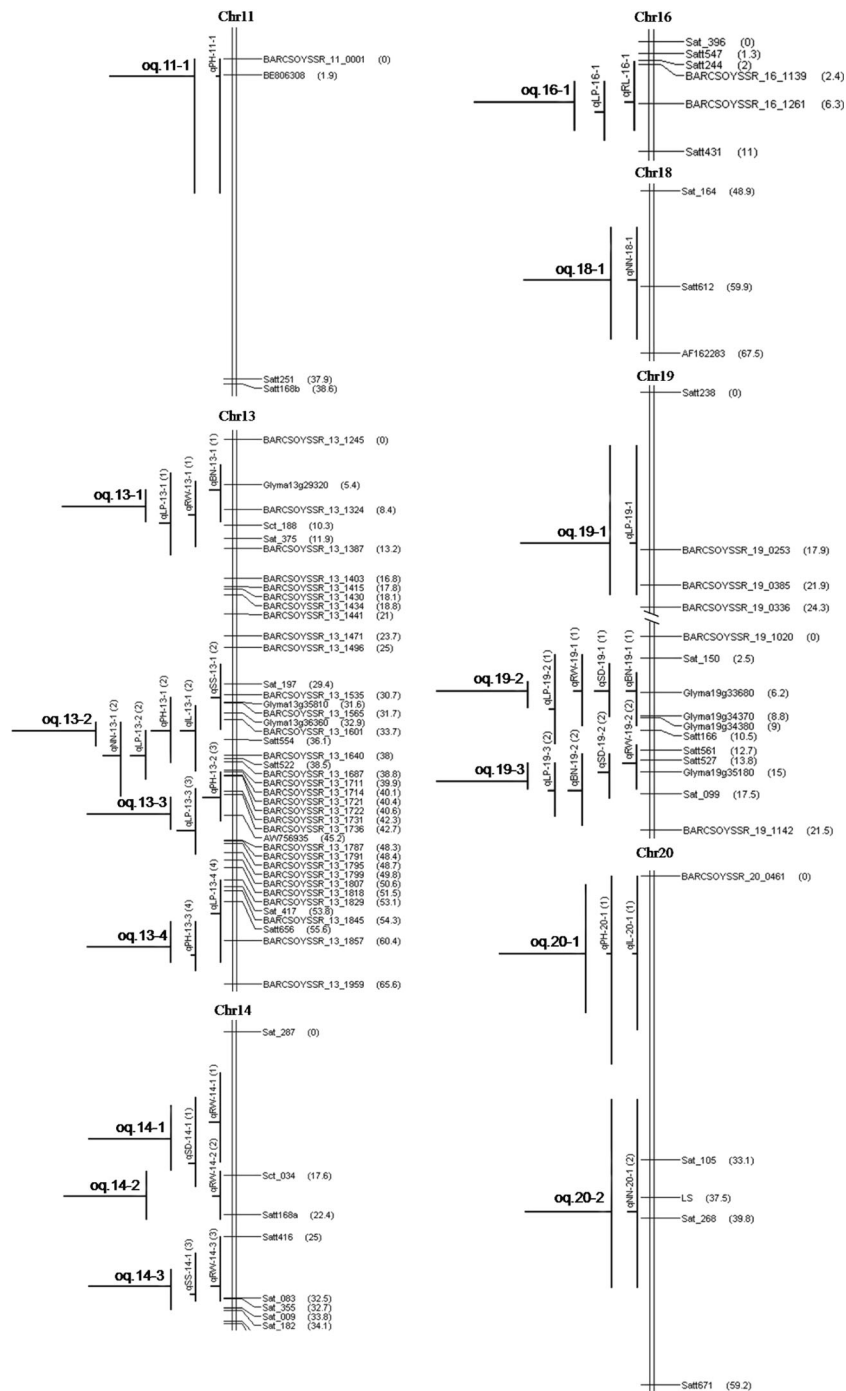 Chr11
oq.11-1
qPH-11-1
BARCSOYSSR_11_0001 (0)
BE806308 (1.9)
Satt251 (37.9)
Satt168b (38.6)
Chr13
oq.13-1
qLP-13-1 (1)
qRW-13-1 (1)
qBN-13-1 (1)
BARCSOYSSR_13_1245 (0)
Glyma13g29320 (5.4)
BARCSOYSSR_13_1324 (8.4)
Sct_188 (10.3)
Sat_375 (11.9)
BARCSOYSSR_13_1387 (13.2)
BARCSOYSSR_13_1403 (16.8)
BARCSOYSSR_13_1415 (17.8)
BARCSOYSSR_13_1430 (18.1)
BARCSOYSSR_13_1434 (18.8)
BARCSOYSSR_13_1441 (21)
BARCSOYSSR_13_1471 (23.7)
BARCSOYSSR_13_1496 (25)
oq.13-2
qNN-13-1 (2)
qLP-13-2 (2)
qPH-13-1 (2)
qIL-13-1 (2)
qSS-13-1 (2)
Sat_197 (29.4)
BARCSOYSSR_13_1535 (30.7)
Glyma13g35810 (31.6)
BARCSOYSSR_13_1565 (31.7)
Glyma13g36360 (32.9)
BARCSOYSSR_13_1601 (33.7)
Satt554 (36.1)
BARCSOYSSR_13_1640 (38)
Satt522 (38.5)
oq.13-3
qLP-13-3 (3)
qPH-13-2 (3)
BARCSOYSSR_13_1687 (38.8)
BARCSOYSSR_13_1711 (39.9)
BARCSOYSSR_13_1714 (40.1)
BARCSOYSSR_13_1721 (40.4)
BARCSOYSSR_13_1722 (40.6)
BARCSOYSSR_13_1731 (42.3)
BARCSOYSSR_13_1736 (42.7)
AW756935 (45.2)
BARCSOYSSR_13_1787 (48.3)
BARCSOYSSR_13_1791 (48.4)
BARCSOYSSR_13_1795 (48.7)
BARCSOYSSR_13_1799 (49.8)
BARCSOYSSR_13_1807 (50.6)
BARCSOYSSR_13_1818 (51.5)
BARCSOYSSR_13_1829 (53.1)
oq.13-4
qPH-13-3 (4)
qLP-13-4 (4)
Sat_417 (53.8)
BARCSOYSSR_13_1845 (54.3)
Satt656 (55.6)
BARCSOYSSR_13_1857 (60.4)
BARCSOYSSR_13_1959 (65.6)
Chr14
Sat_287 (0)
oq.14-1
qSD-14-1 (1)
qRW-14-1 (1)
oq.14-2
qRW-14-2 (2)
Sct_034 (17.6)
Satt168a (22.4)
Satt416 (25)
oq.14-3
qSS-14-1 (3)
qRW-14-3 (3)
Sat_083 (32.5)
Sat_355 (32.7)
Sat_009 (33.8)
Sat_182 (34.1)
Chr16
oq.16-1
qLP-16-1
qRL-16-1
Sat_396 (0)
Satt547 (1.3)
Satt244 (2)
BARCSOYSSR_16_1139 (2.4)
BARCSOYSSR_16_1261 (6.3)
Satt431 (11)
Chr18
Sat_164 (48.9)
oq.18-1
qNN-18-1
Satt612 (59.9)
AF162283 (67.5)
Chr19
Satt238 (0)
oq.19-1
qLP-19-1
BARCSOYSSR_19_0253 (17.9)
BARCSOYSSR_19_0385 (21.9)
BARCSOYSSR_19_0336 (24.3)
BARCSOYSSR_19_1020 (0)
oq.19-2
qLP-19-2 (1)
qRW-19-1 (1)
qSD-19-1 (1)
qBN-19-1 (1)
Sat_150 (2.5)
Glyma19g33680 (6.2)
Glyma19g34370 (8.8)
Glyma19g34380 (9)
Satt166 (10.5)
oq.19-3
qLP-19-3 (2)
qBN-19-2 (2)
qSD-19-2 (2)
qRW-19-2 (2)
Satt561 (12.7)
Satt527 (13.8)
Glyma19g35180 (15)
Sat_099 (17.5)
BARCSOYSSR_19_1142 (21.5)
Chr20
BARCSOYSSR_20_0461 (0)
oq.20-1
qPH-20-1 (1)
qIL-20-1 (1)
oq.20-2
qNN-20-1 (2)
Sat_105 (33.1)
LS (37.5)
Sat_268 (39.8)
Satt671 (59.2)